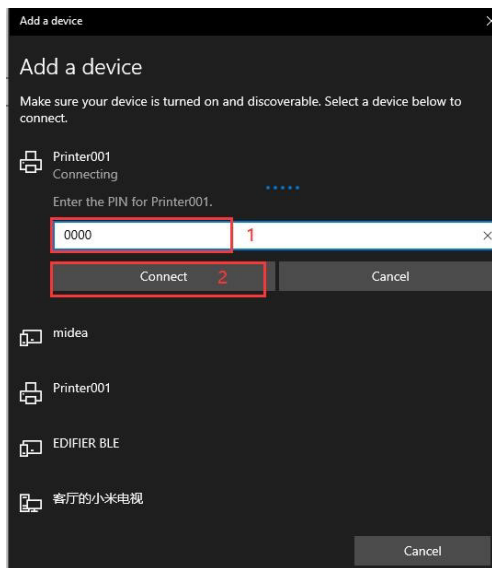 Add a device
Add a device
Make sure your device is turned on and discoverable. Select a device below to
connect.
Printer001
Connecting
Enter the PIN for Printer001.
0000 1
Connect 2 Cancel
midea
Printer001
EDIFIER BLE
客厅的小米电视
Cancel